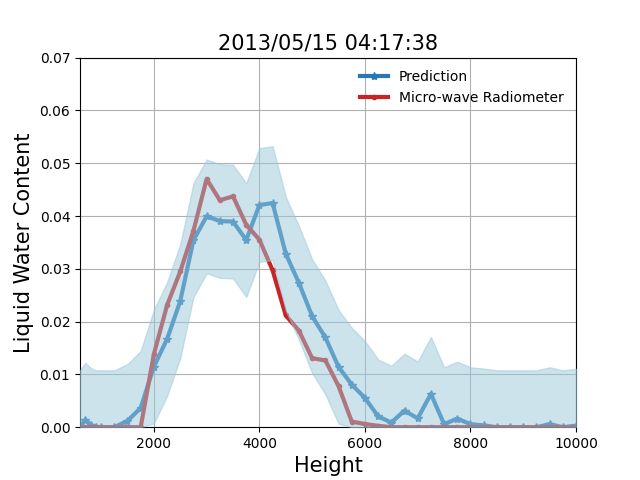 2013/05/15 04:17:38
Prediction
Micro-wave Radiometer
Liquid Water Content
0.07
0.06
0.05
0.04
0.03
0.02
0.01
0.00
2000 4000 6000 8000 10000
Height